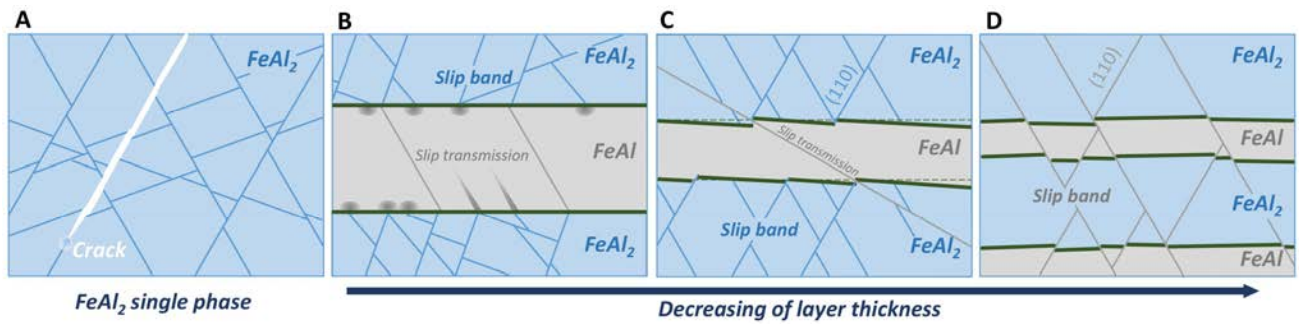 A
FeAl₂
Crack
FeAl₂ single phase
B
FeAl₂
Slip band
Slip transmission
FeAl
FeAl₂
C
FeAl₂
(110)
Slip transmission
FeAl
Slip band
FeAl₂
D
FeAl₂
(110)
FeAl
Slip band
FeAl₂
FeAl
Decreasing of layer thickness